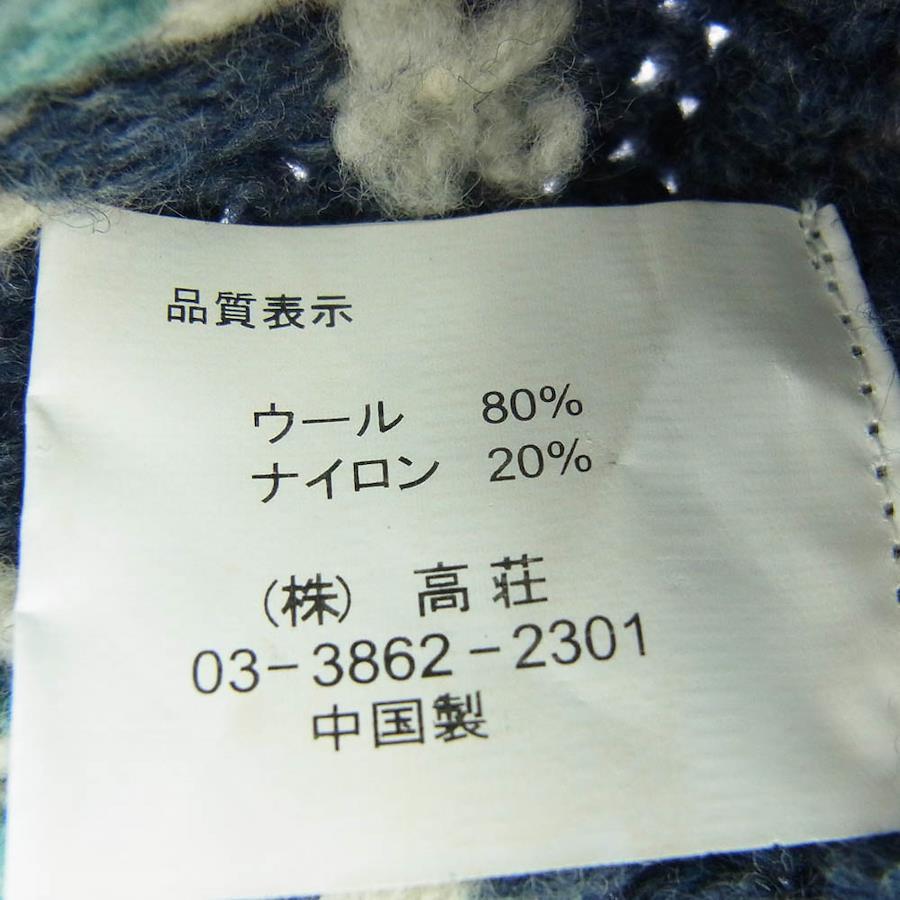 品質表示
ウール 80%
ナイロン 20%
(株) 高荘
03-3862-2301
中国製